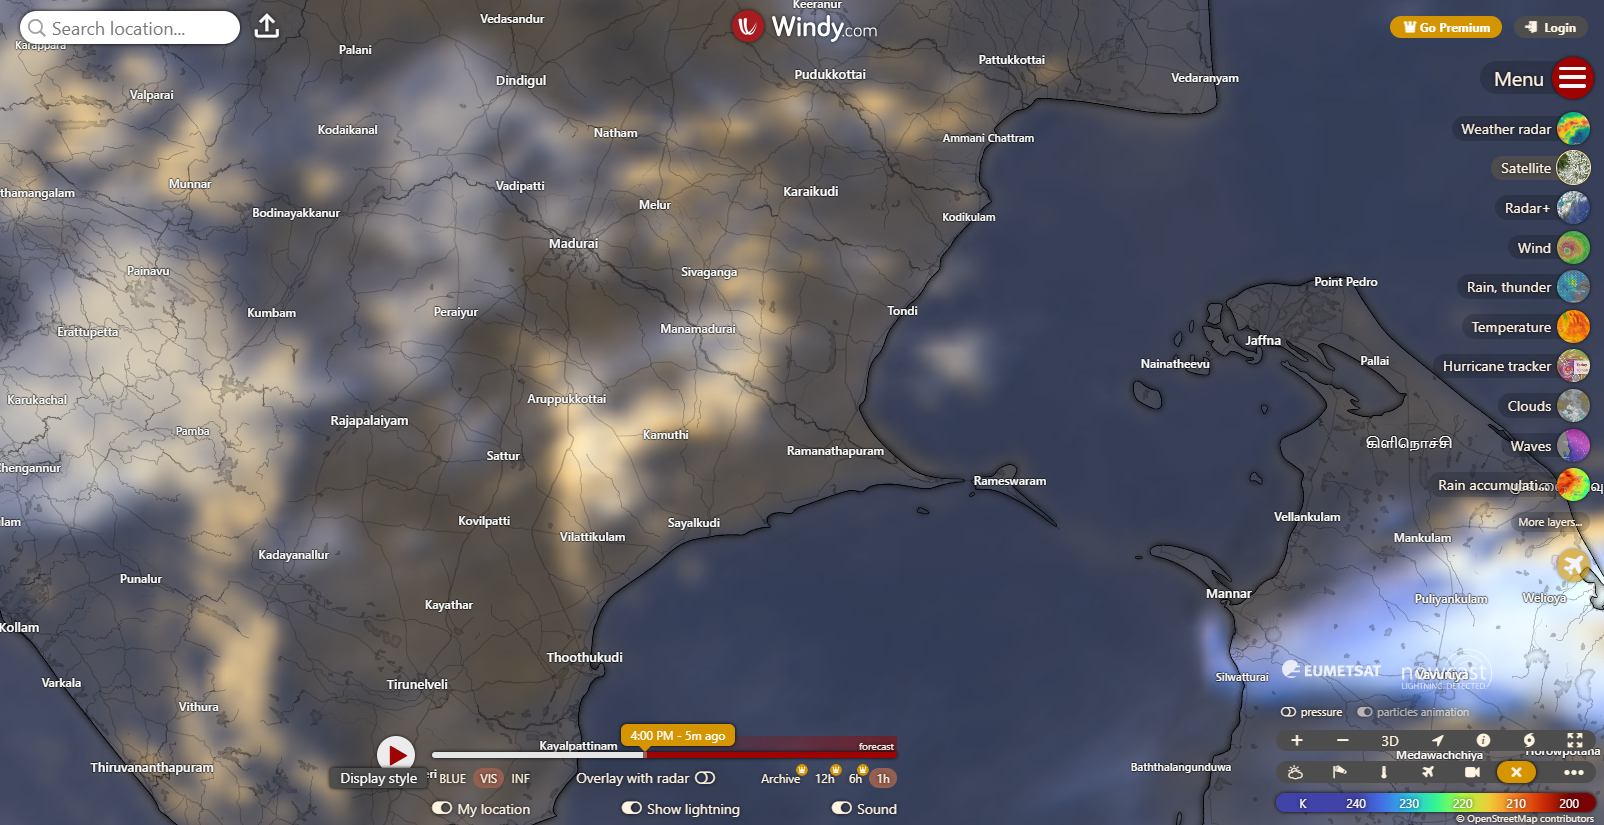 Search location...
Windy.com
Go Premium
Login
Menu
Weather radar
Satellite
Radar+
Wind
Rain, thunder
Temperature
Hurricane tracker
Clouds
Waves
Rain accumulati...
More layers...
Keeranur
Vedasandur
Karappara
Palani
Pattukkottai
Dindigul
Pudukkottai
Vedaranyam
Valparai
Kodaikanal
Natham
Ammani Chattram
thamangalam
Munnar
Vadipatti
Karaikudi
Bodinayakkanur
Melur
Kodikulam
Madurai
Painavu
Sivaganga
Point Pedro
Kumbam
Peraiyur
Tondi
Erattupetta
Manamadurai
Jaffna
Nainatheevu
Pallai
Karukachal
Aruppukkottai
Rajapalaiyam
Pamba
Kamuthi
கிளிநொச்சி
Chengannur
Sattur
Ramanathapuram
Rameswaram
lam
Kovilpatti
Sayalkudi
Vellankulam
Vilattikulam
Mankulam
Kadayanallur
Punalur
Mannar
Puliyankulam
Welioya
Kayathar
Kollam
Thoothukudi
Silwatturai
Vavuniya
Varkala
Tirunelveli
Vithura
Kayalpattinam
Thiruvananthapuram
Baththalangunduwa
Medawachchiya
Horowpotana
EUMETSAT
nowcast
LIGHTNING DETECTED
pressure
particles animation
3D
4:00 PM - 5m ago
forecast
Display style
BLUE
VIS
INF
Overlay with radar
Archive
12h
6h
1h
My location
Show lightning
Sound
K 240 230 220 210 200
© OpenStreetMap contributors